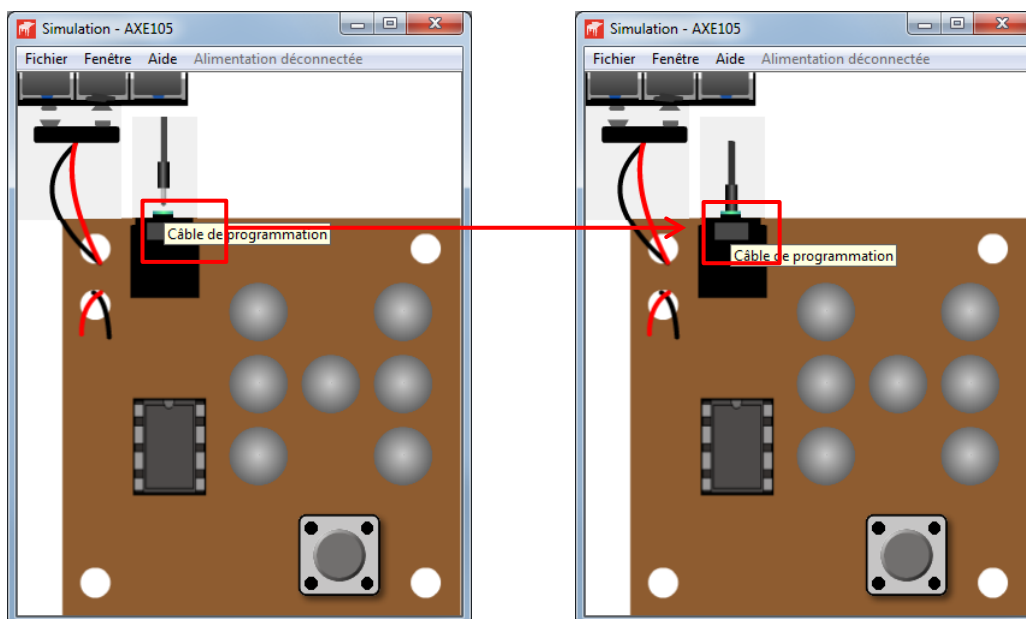 Simulation - AXE105
Fichier Fenêtre Aide Alimentation déconnectée
Câble de programmation
Simulation - AXE105
Fichier Fenêtre Aide Alimentation déconnectée
Câble de programmation